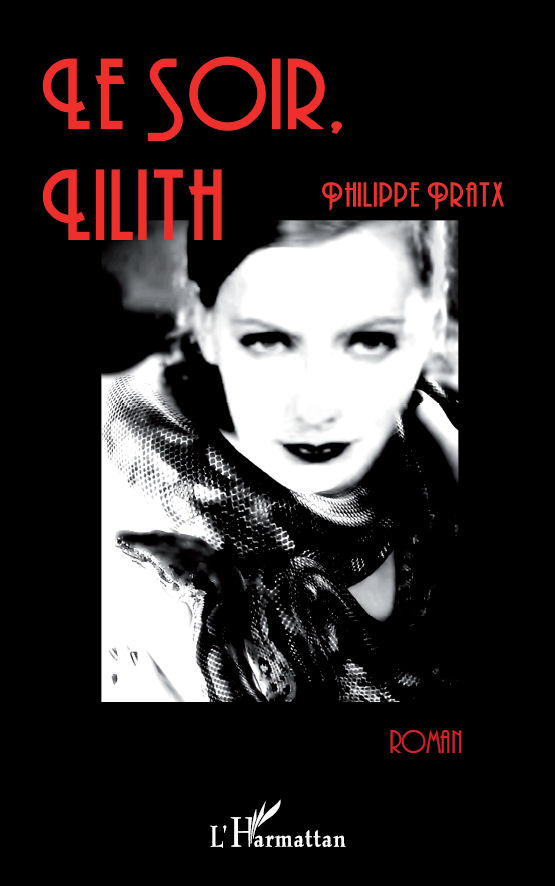 LE SOIR,
LILITH
PHILIPPE PRATX
ROMAN
L'Harmattan